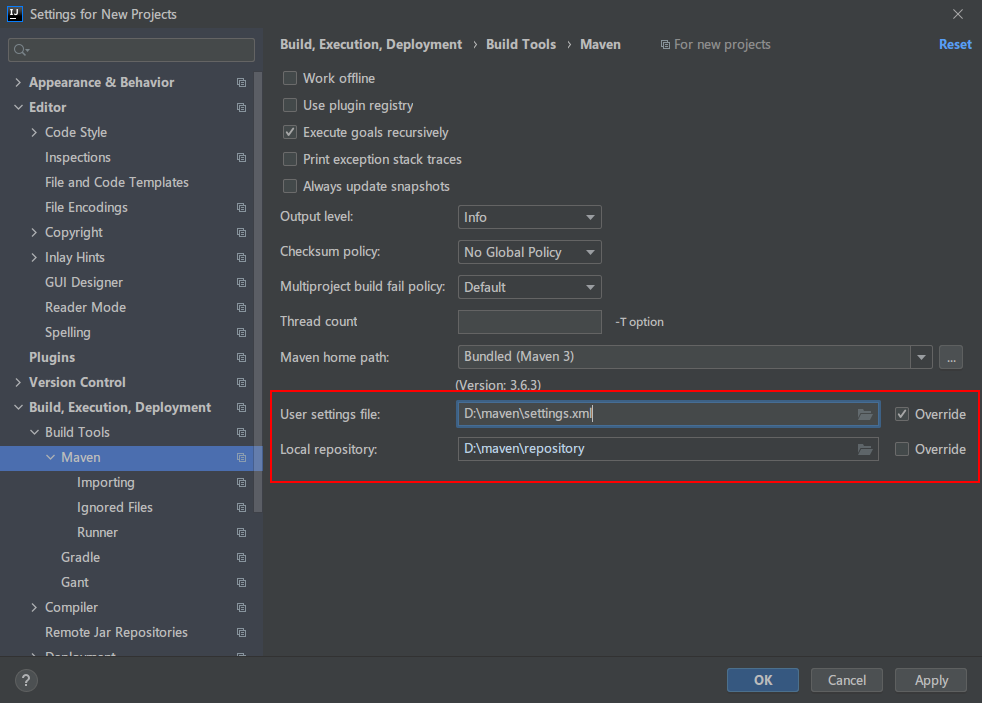 IJ Settings for New Projects
Appearance & Behavior
Editor
Code Style
Inspections
File and Code Templates
File Encodings
Copyright
Inlay Hints
GUI Designer
Reader Mode
Spelling
Plugins
Version Control
Build, Execution, Deployment
Build Tools
Maven
Importing
Ignored Files
Runner
Gradle
Gant
Compiler
Remote Jar Repositories
Deployment
?
Build, Execution, Deployment › Build Tools › Maven For new projects Reset
Work offline
Use plugin registry
Execute goals recursively
Print exception stack traces
Always update snapshots
Output level: Info
Checksum policy: No Global Policy
Multiproject build fail policy: Default
Thread count -T option
Maven home path: Bundled (Maven 3) ...
(Version: 3.6.3)
User settings file: D:\maven\settings.xml Override
Local repository: D:\maven\repository Override
OK Cancel Apply